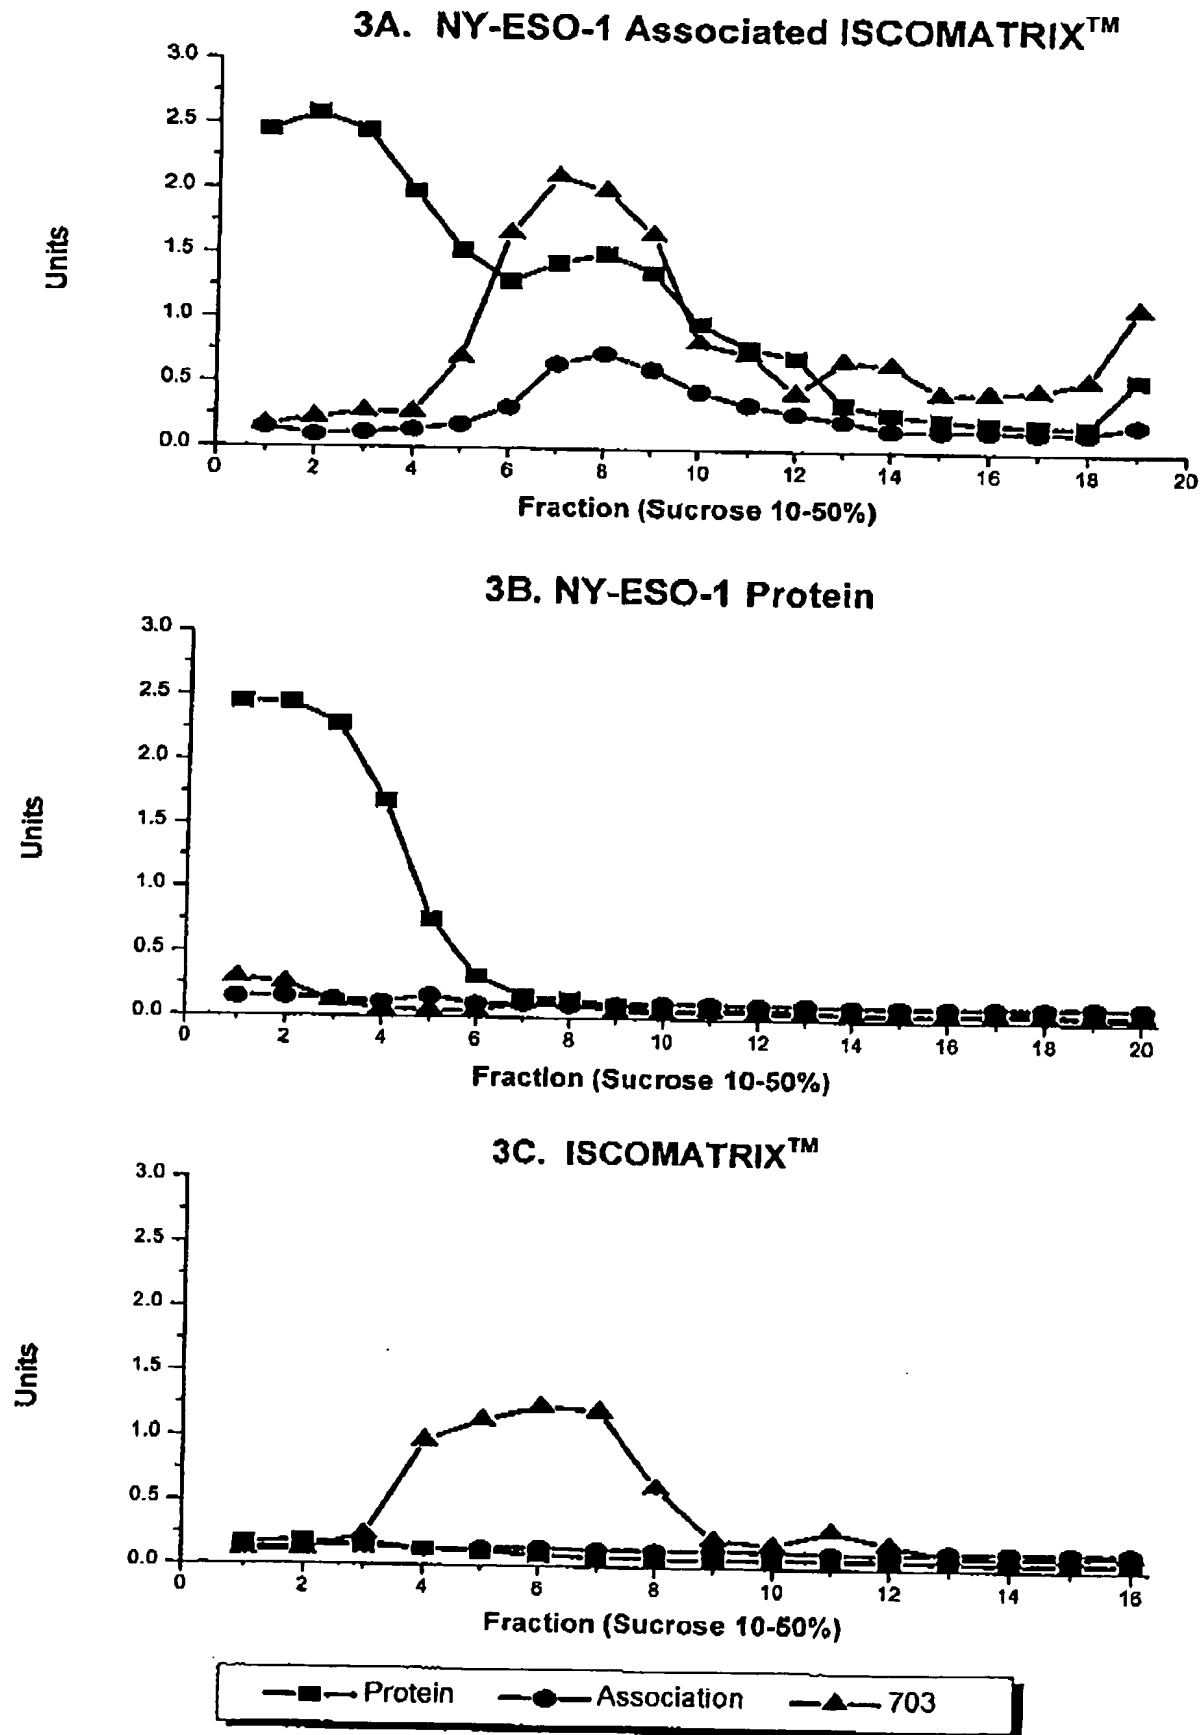 3A. NY-ESO-1 Associated ISCOMATRIX™
3.0
2.5
2.0
1.5
1.0
0.5
0.0
Units
0 2 4 6 8 10 12 14 16 18 20
Fraction (Sucrose 10-50%)
3B. NY-ESO-1 Protein
3.0
2.5
2.0
1.5
1.0
0.5
0.0
Units
0 2 4 6 8 10 12 14 16 18 20
Fraction (Sucrose 10-50%)
3C. ISCOMATRIX™
3.0
2.5
2.0
1.5
1.0
0.5
0.0
Units
0 2 4 6 8 10 12 14 16
Fraction (Sucrose 10-50%)
Protein Association 703